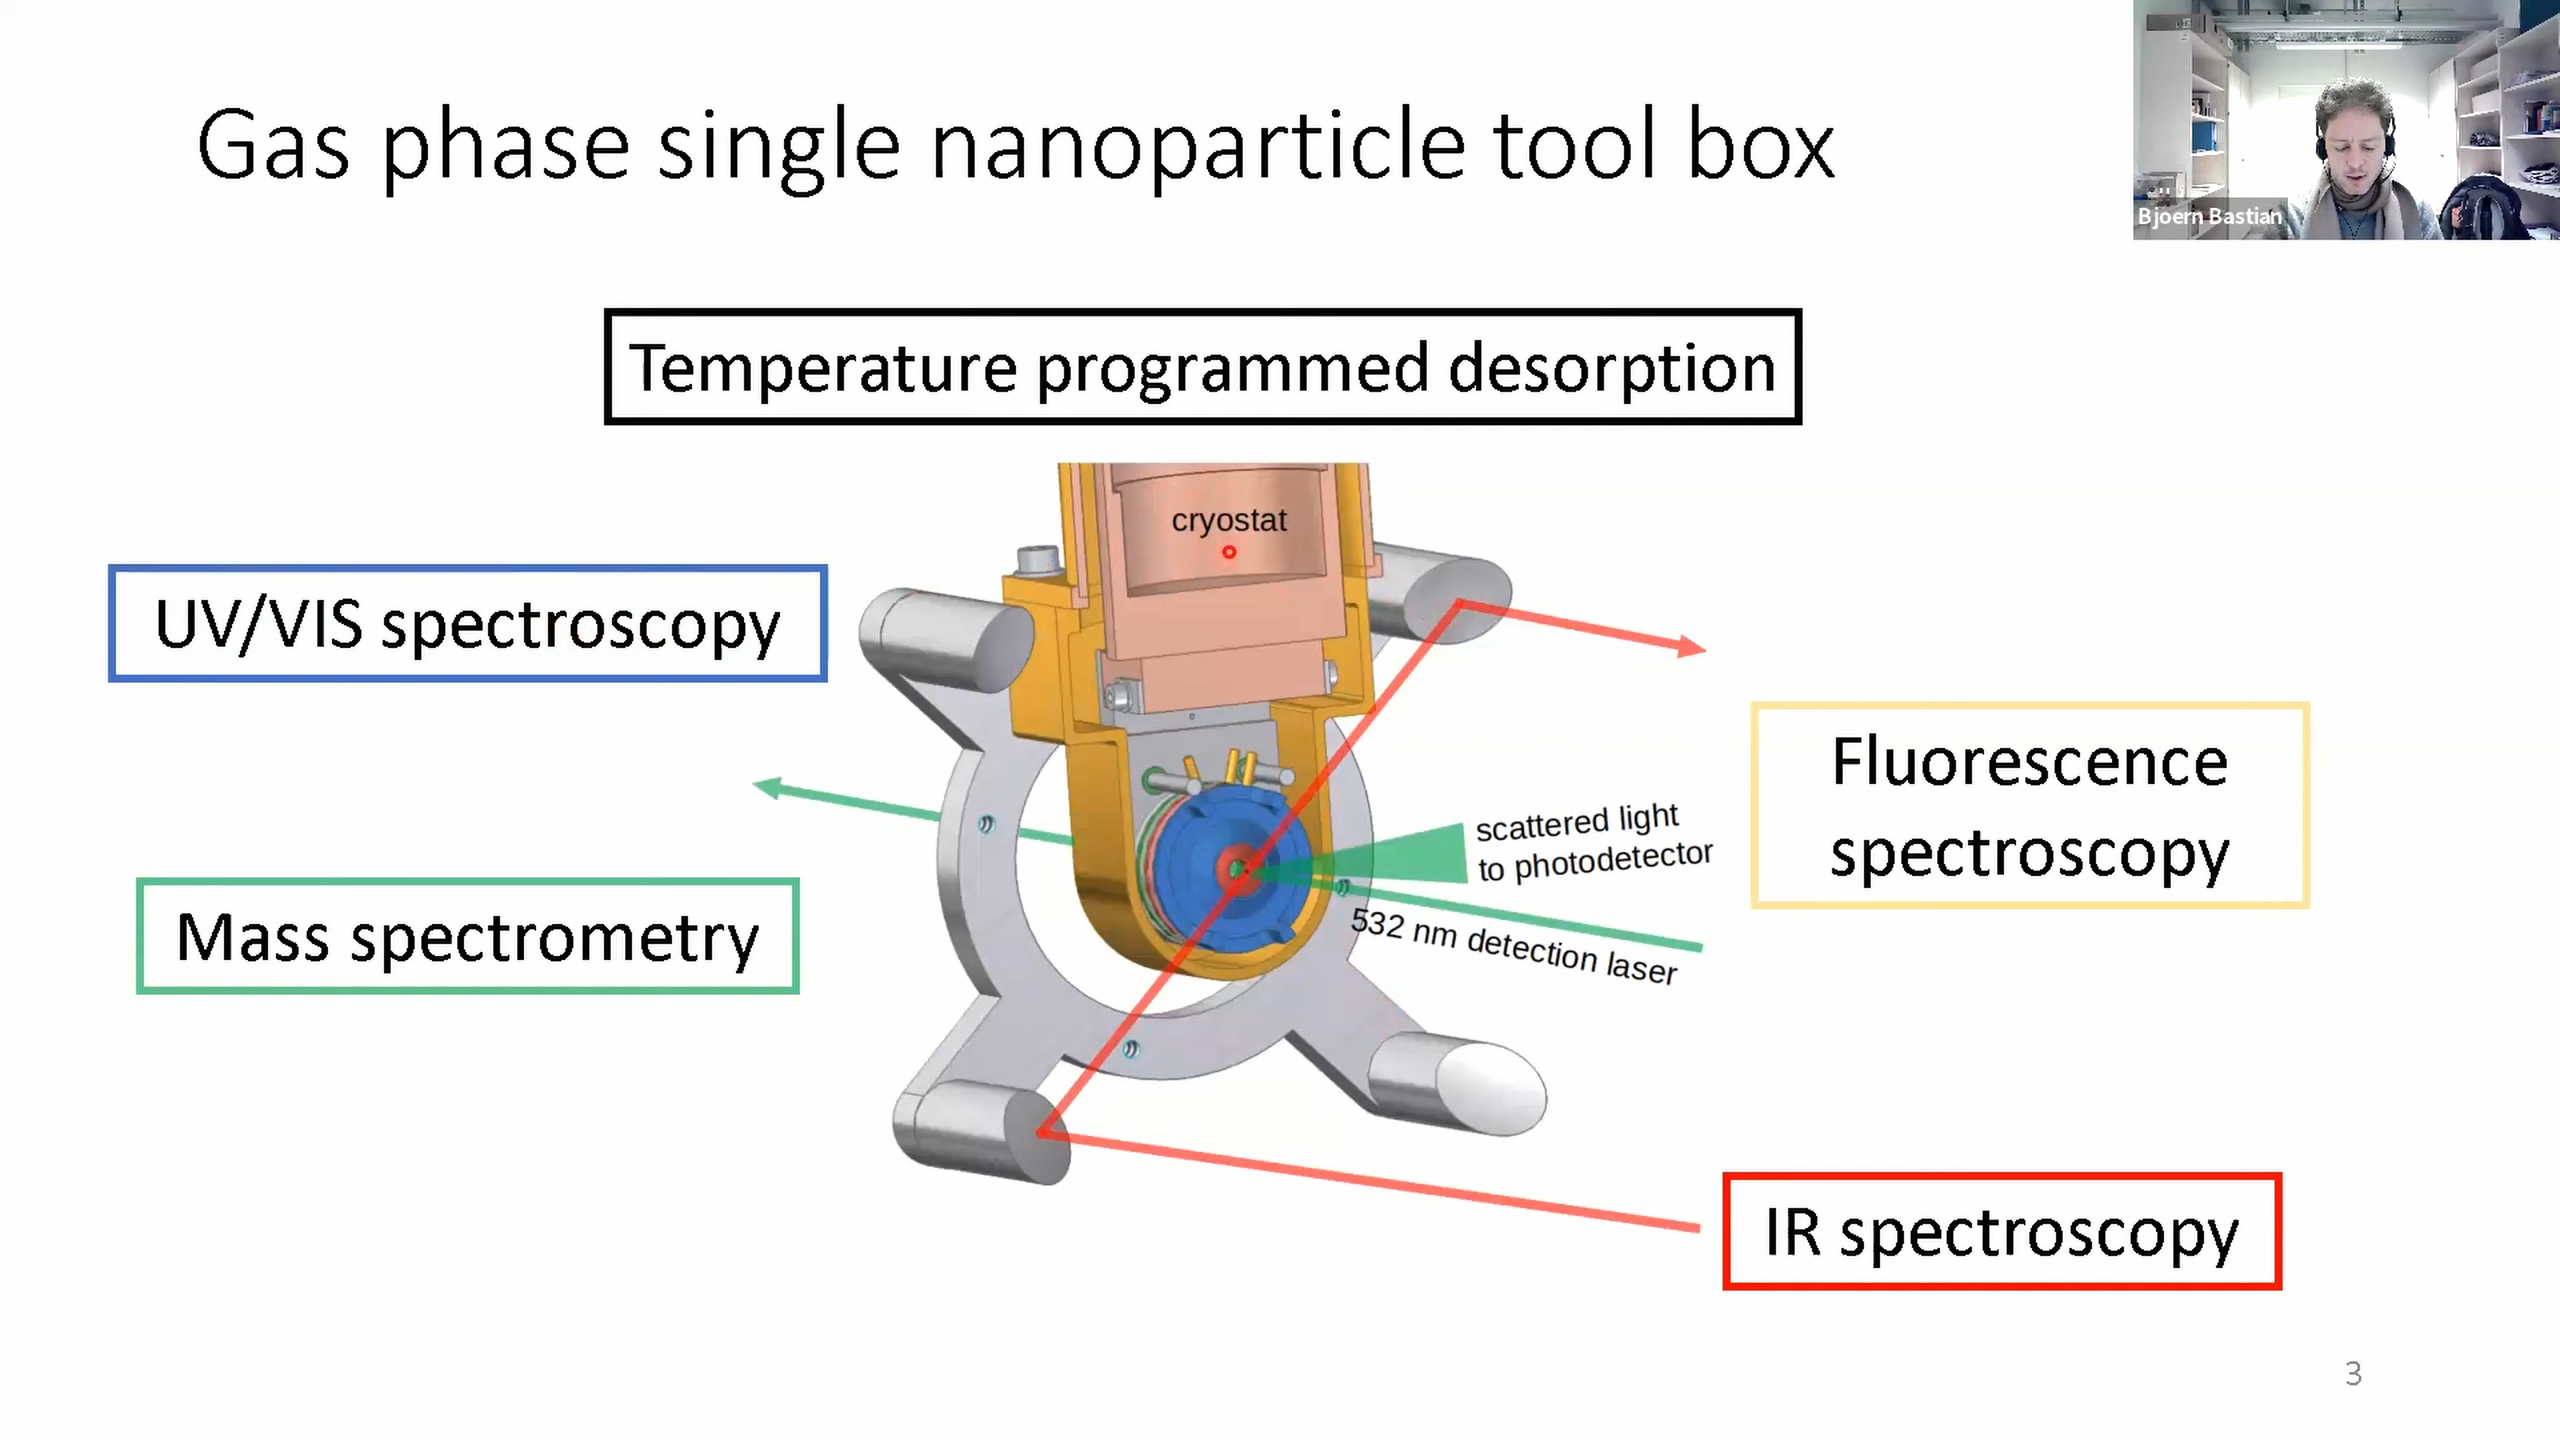 Gas phase single nanoparticle tool box
Bjoern Bastian
Temperature programmed desorption
cryostat
UV/VIS spectroscopy
Fluorescence
spectroscopy
scattered light
to photodetector
532 nm detection laser
Mass spectrometry
IR spectroscopy
3